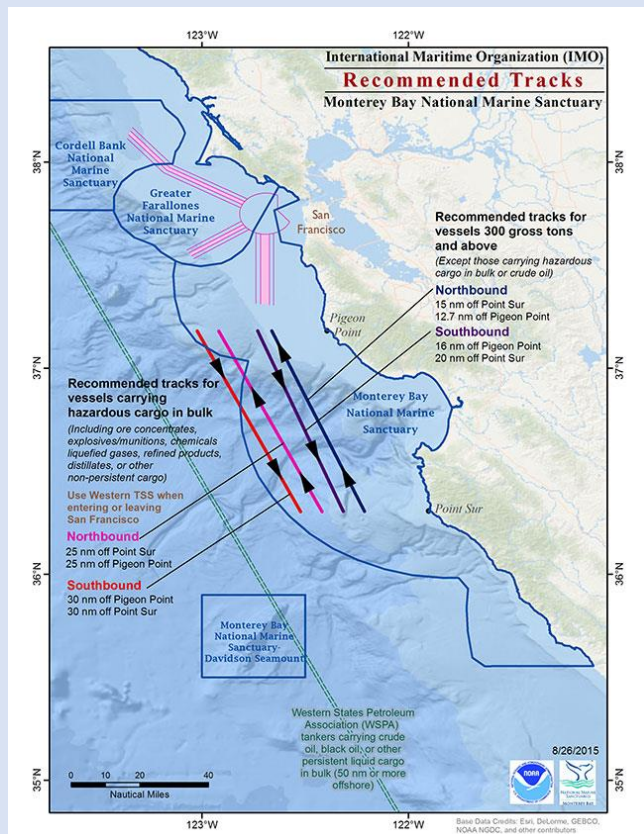 123°W
122°W
International Maritime Organization (IMO)
Recommended Tracks
Monterey Bay National Marine Sanctuary
38°N
38°N
Cordell Bank
National
Marine
Sanctuary
Greater
Farallones
National Marine
Sanctuary
San
Francisco
Recommended tracks for
vessels 300 gross tons
and above
(Except those carrying hazardous
cargo in bulk or crude oil)
Northbound
15 nm off Point Sur
12.7 nm off Pigeon Point
Southbound
16 nm off Pigeon Point
20 nm off Point Sur
Pigeon
Point
37°N
37°N
Recommended tracks for
vessels carrying
hazardous cargo in bulk
(Including ore concentrates,
explosives/munitions, chemicals
liquefied gases, refined products,
distillates, or other
non-persistent cargo)
Use Western TSS when
entering or leaving
San Francisco
Northbound
25 nm off Point Sur
25 nm off Pigeon Point
Southbound
30 nm off Pigeon Point
30 nm off Point Sur
Monterey Bay
National Marine
Sanctuary
Point Sur
36°N
36°N
Monterey Bay
National Marine
Sanctuary-
Davidson Seamount
Western States Petroleum
Association (WSPA)
tankers carrying crude
oil, black oil, or other
persistent liquid cargo
in bulk (50 nm or more
offshore)
8/26/2015
35°N
35°N
0 20 40
Nautical Miles
NOAA
National Marine
Sanctuaries
Monterey Bay
123°W
122°W
Base Data Credits: Esri, DeLorme, GEBCO,
NOAA NGDC, and other contributors